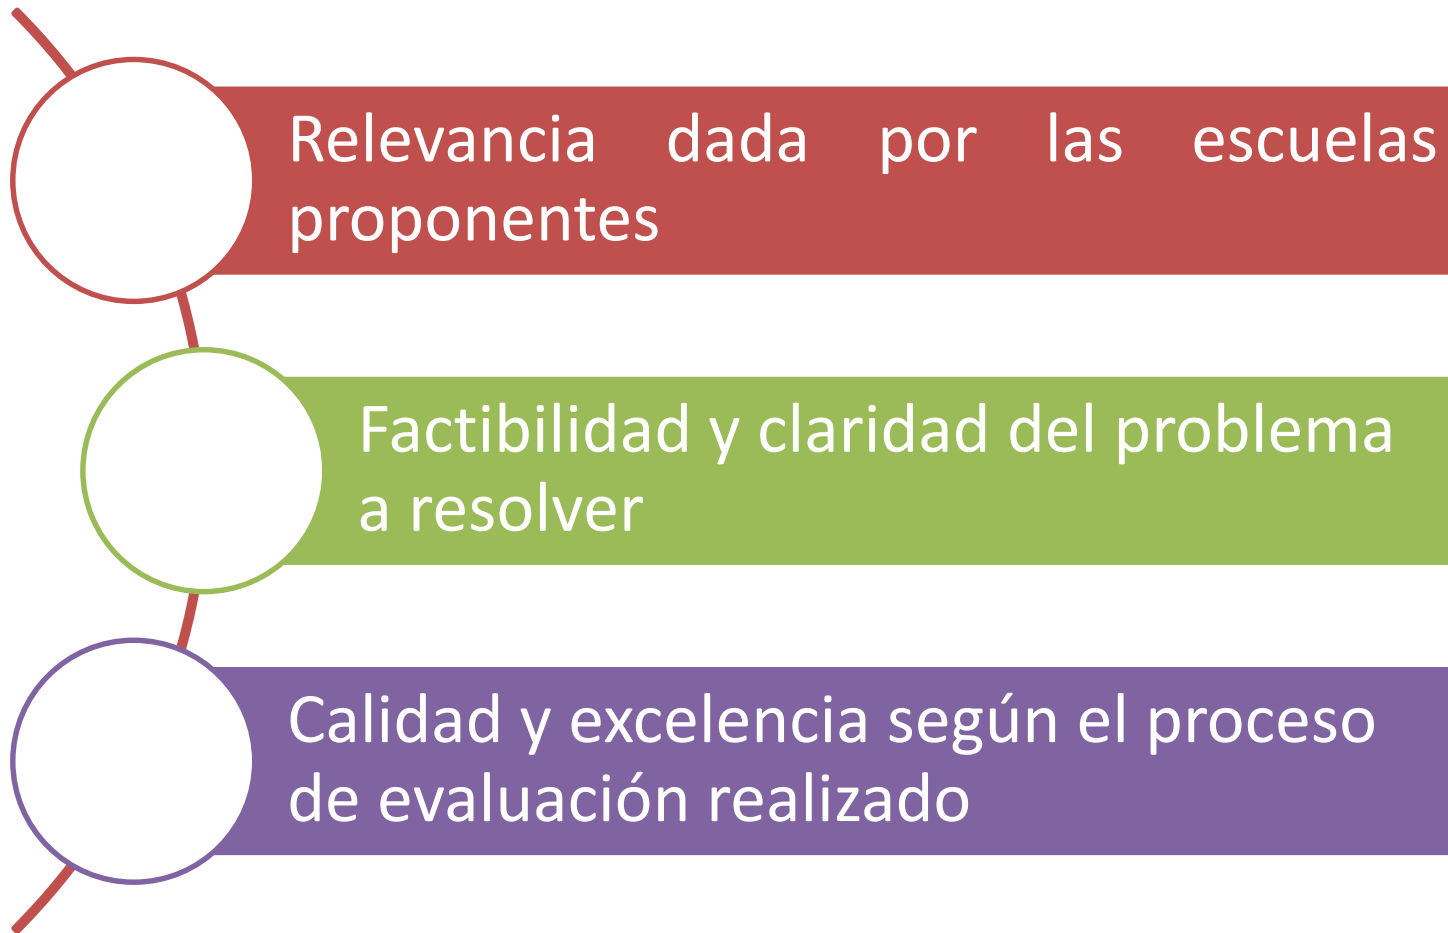 Relevancia dada por las escuelas
proponentes
Factibilidad y claridad del problema
a resolver
Calidad y excelencia según el proceso
de evaluación realizado